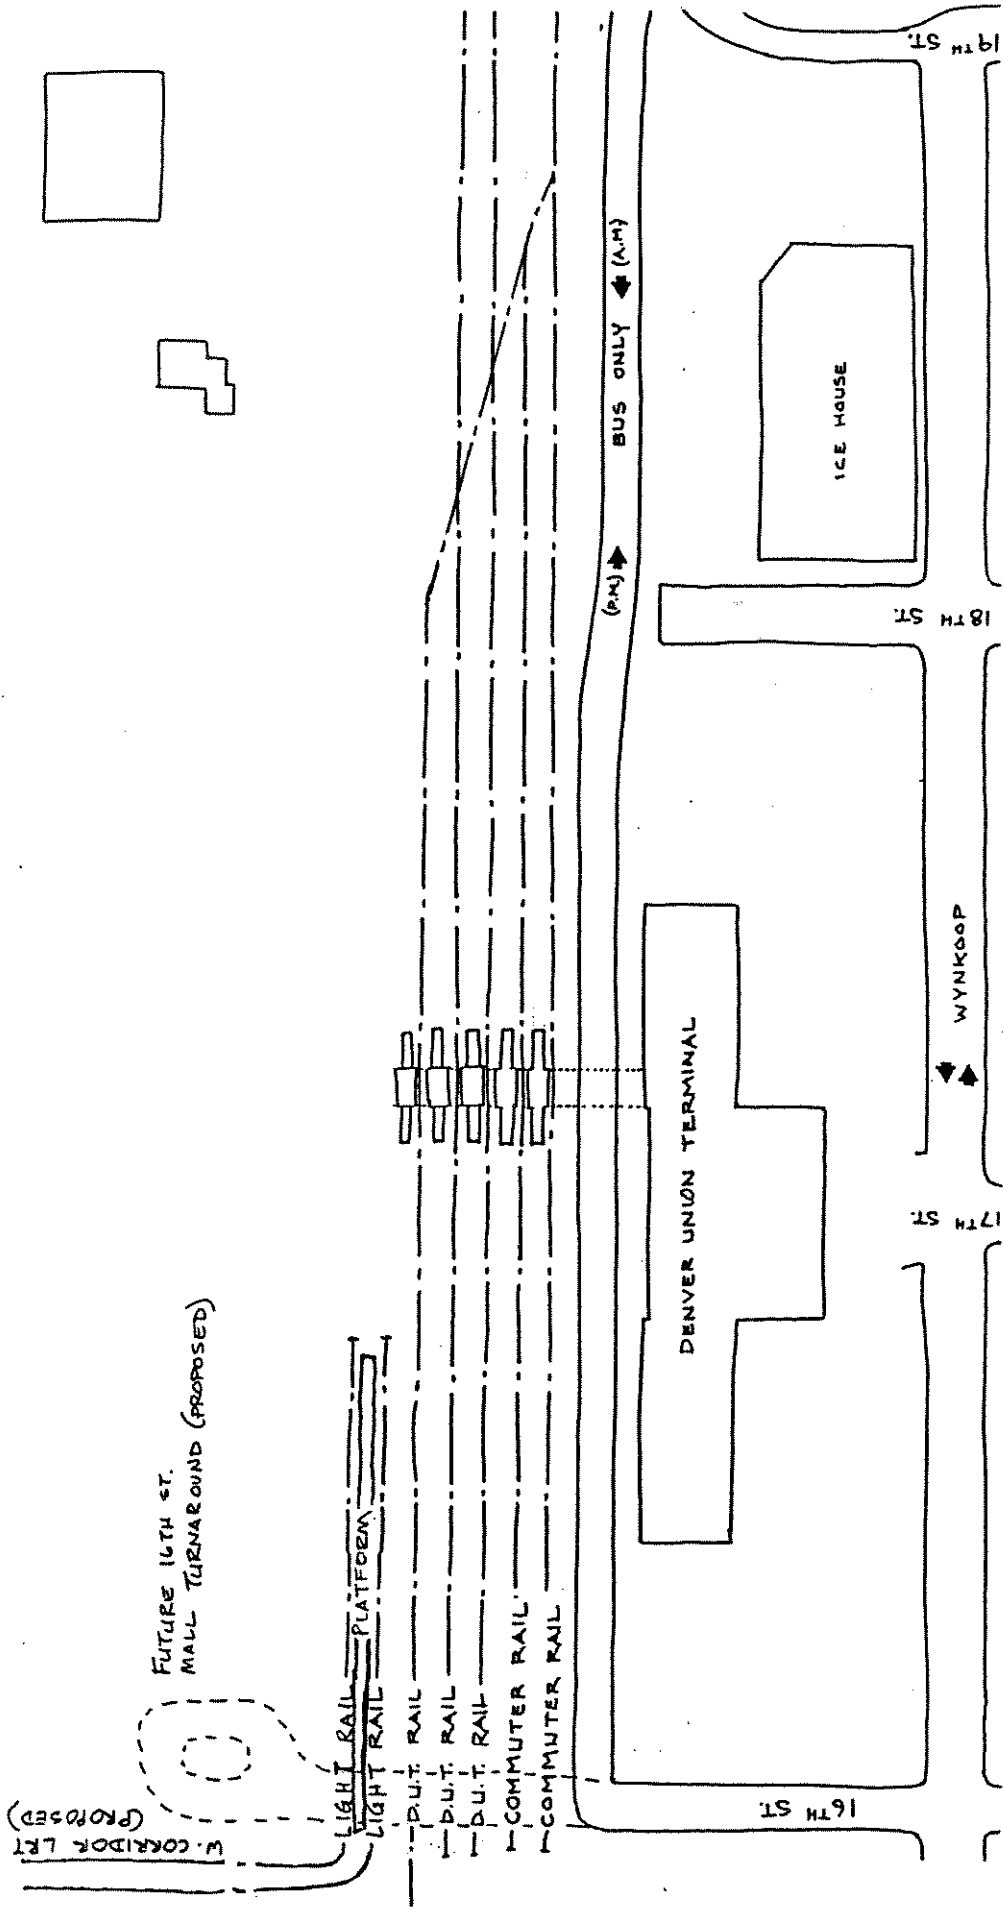 W. CORRIDOR LRT
(PROPOSED)
FUTURE 16TH ST.
MALL TURNAROUND (PROPOSED)
LIGHT RAIL
PLATFORM
LIGHT RAIL
D.U.T. RAIL
D.U.T. RAIL
D.U.T. RAIL
COMMUTER RAIL
COMMUTER RAIL
(P.M.)
BUS ONLY
(A.M)
DENVER UNION TERMINAL
ICE HOUSE
16TH ST.
17TH ST.
18TH ST.
19TH ST.
WYNKOOP